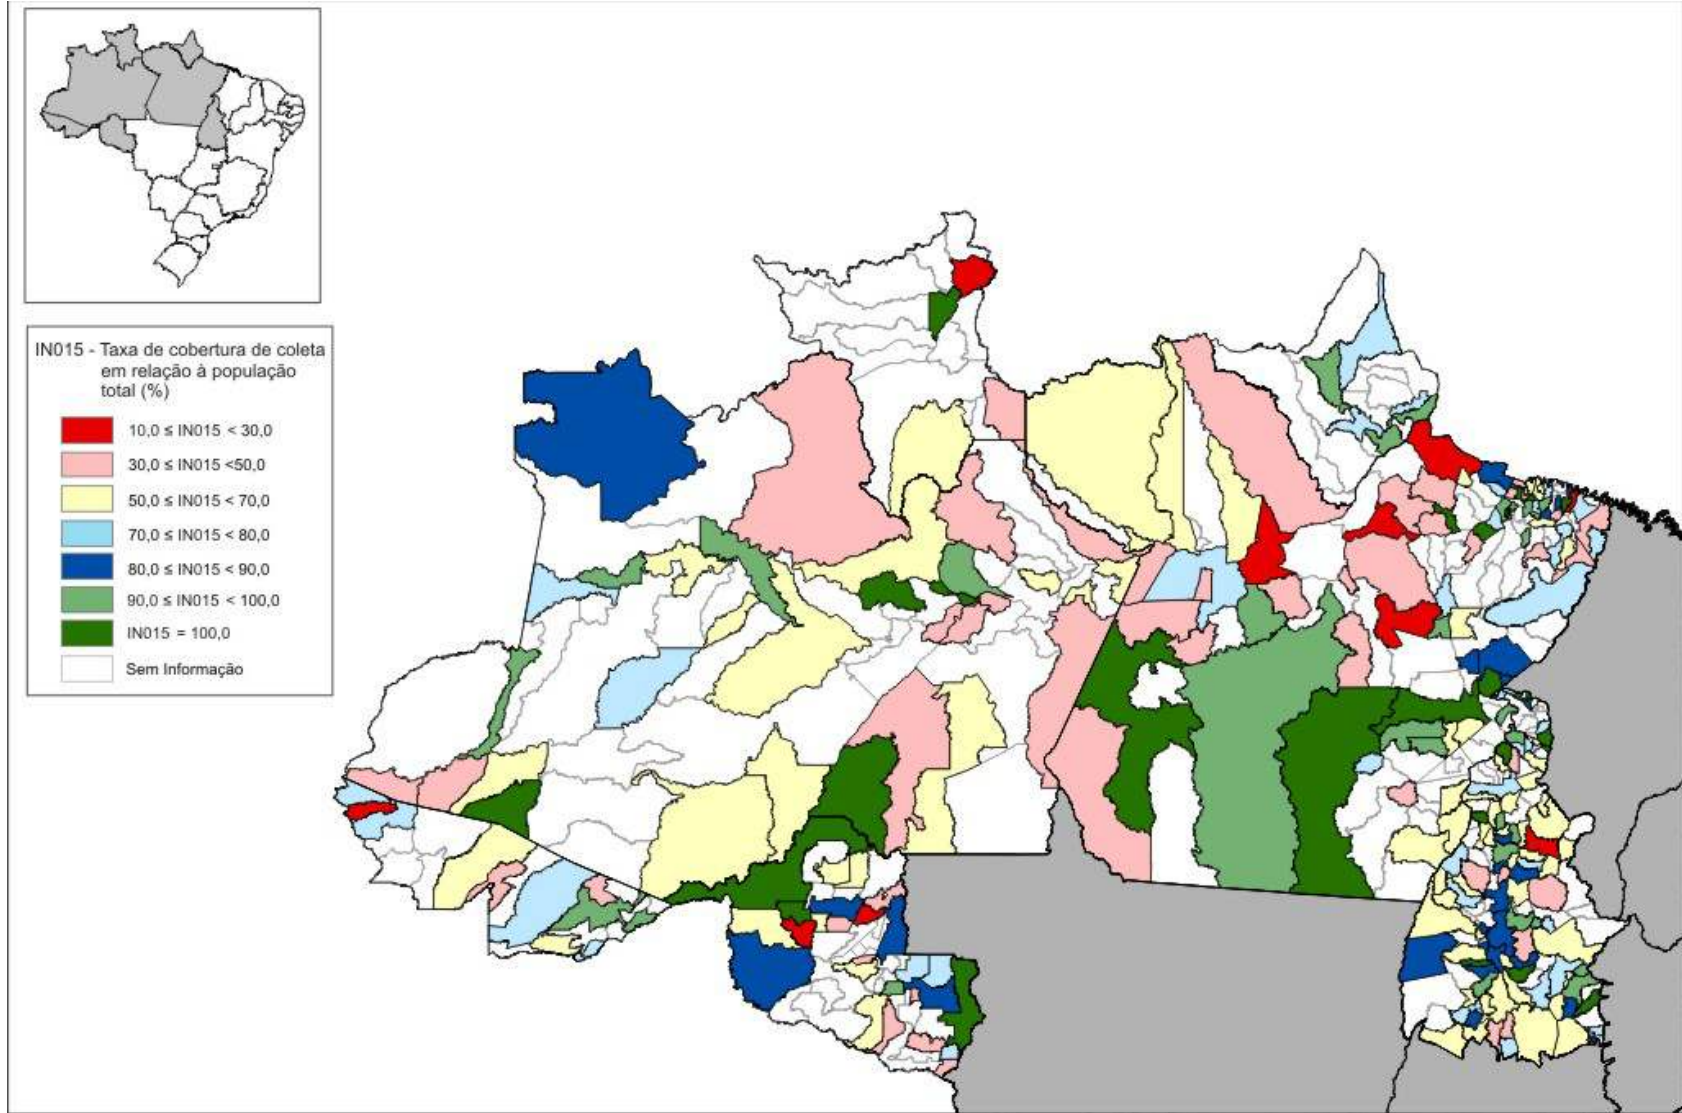 IN015 - Taxa de cobertura de coleta
em relação à população
total (%)
10,0 ≤ IN015 < 30,0
30,0 ≤ IN015 <50,0
50,0 ≤ IN015 < 70,0
70,0 ≤ IN015 < 80,0
80,0 ≤ IN015 < 90,0
90,0 ≤ IN015 < 100,0
IN015 = 100,0
Sem Informação